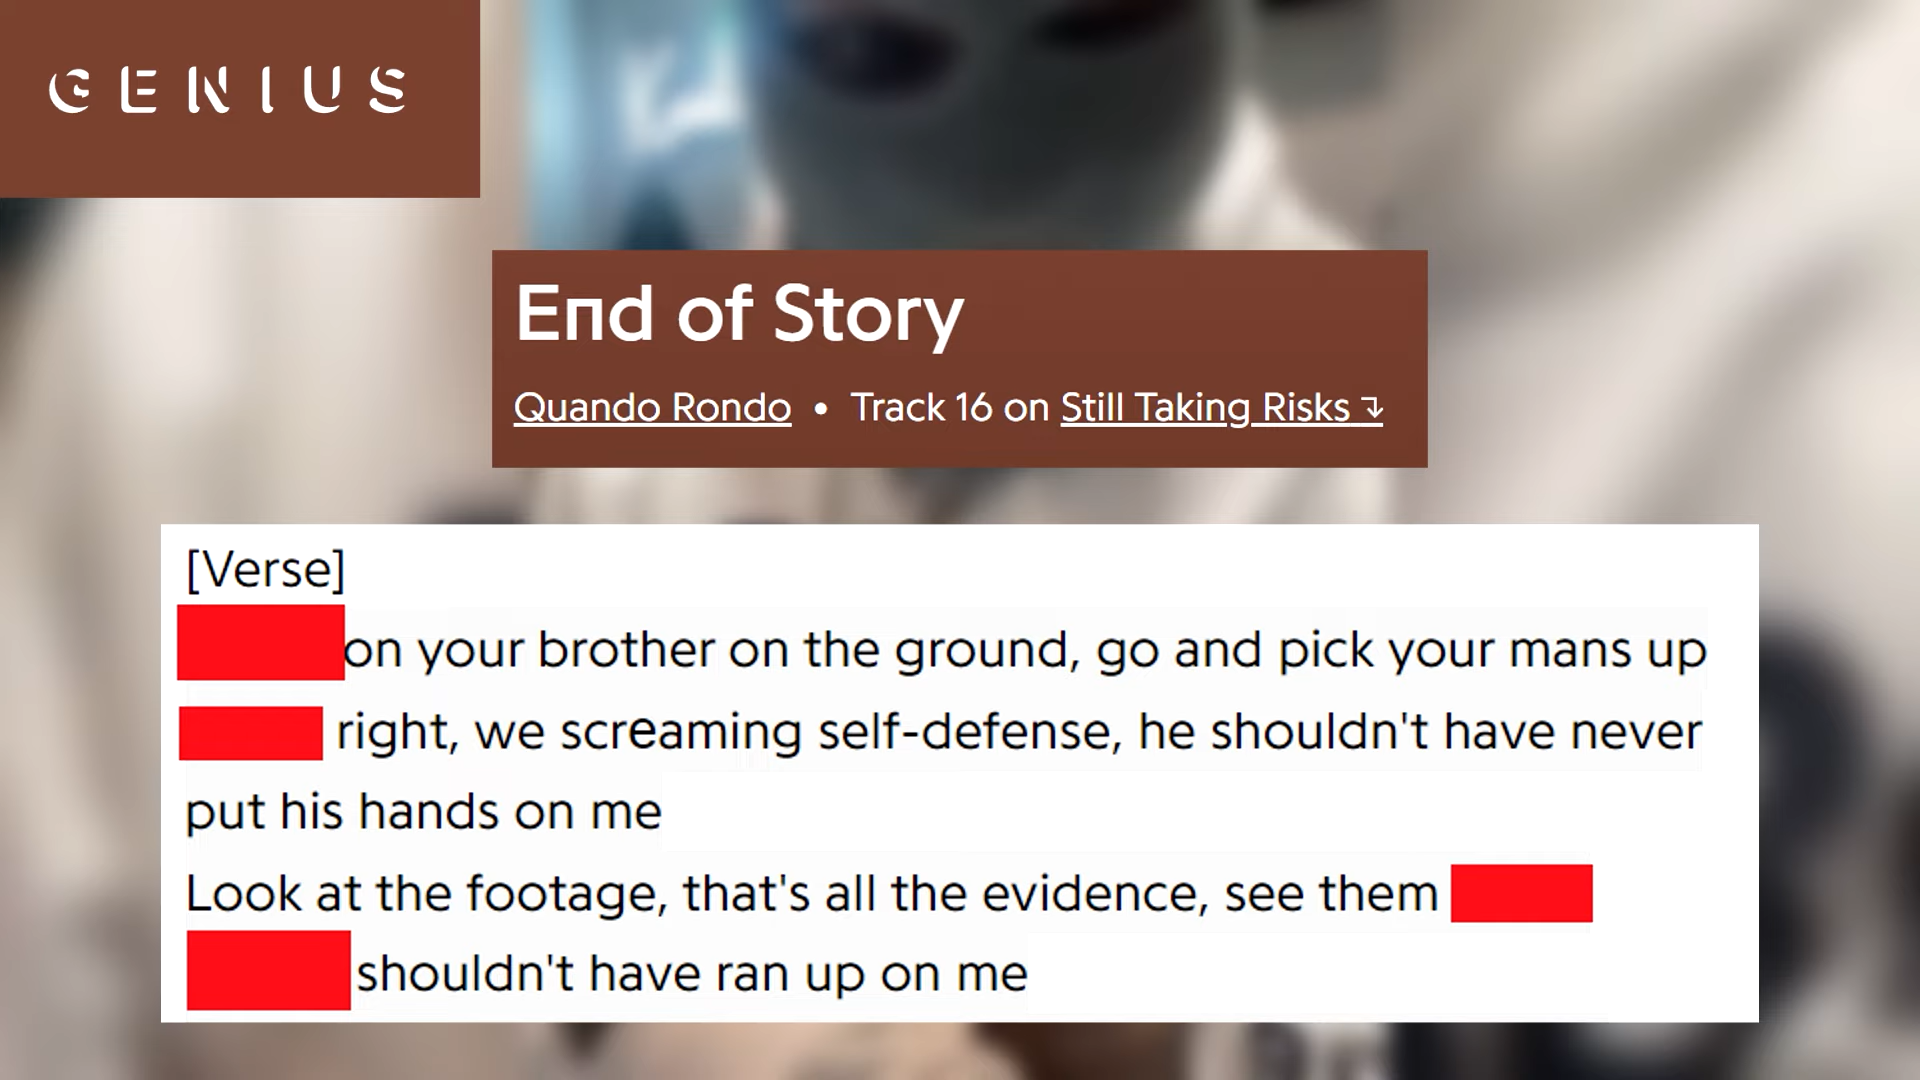 GENIUS
End of Story
Quando Rondo • Track 16 on Still Taking Risks ↴
[Verse]
on your brother on the ground, go and pick your mans up
right, we screaming self-defense, he shouldn't have never
put his hands on me
Look at the footage, that's all the evidence, see them
shouldn't have ran up on me